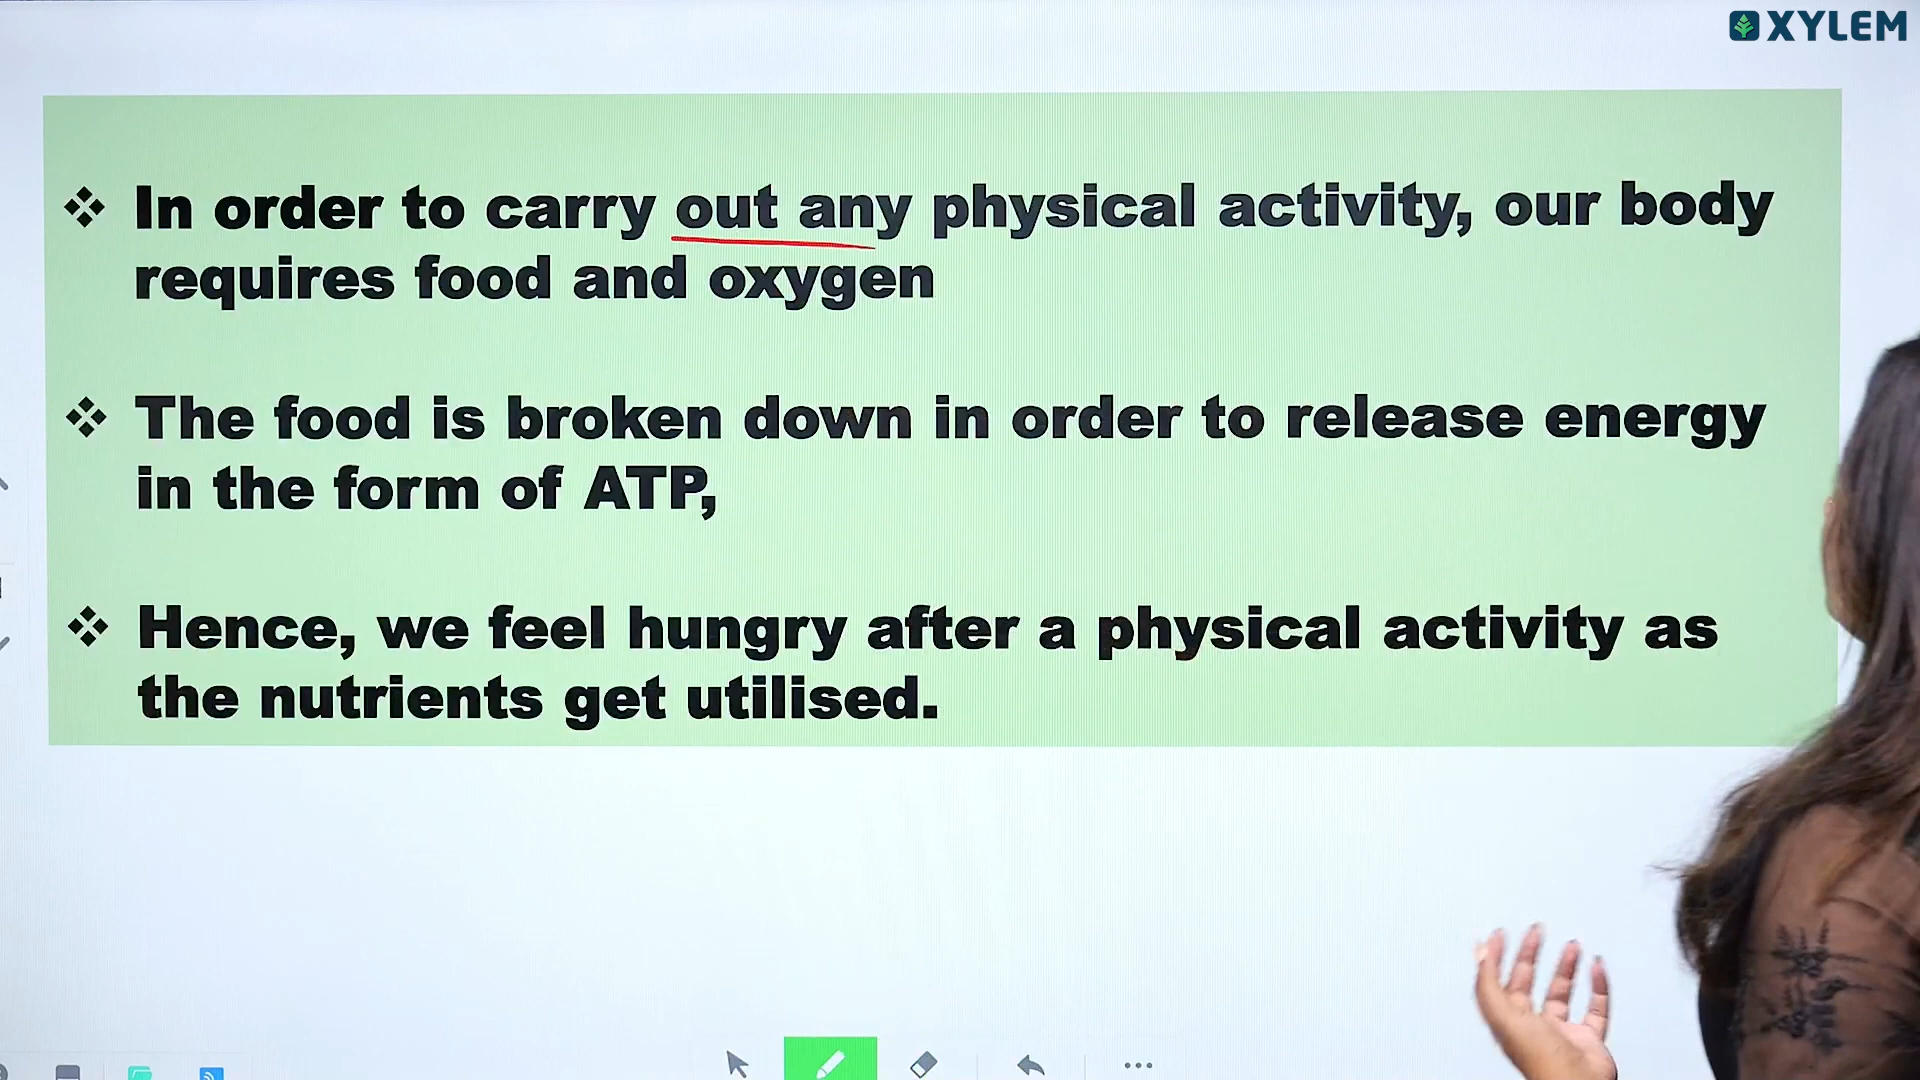 XYLEM
❖ In order to carry out any physical activity, our body
requires food and oxygen
❖ The food is broken down in order to release energy
in the form of ATP,
❖ Hence, we feel hungry after a physical activity as
the nutrients get utilised.